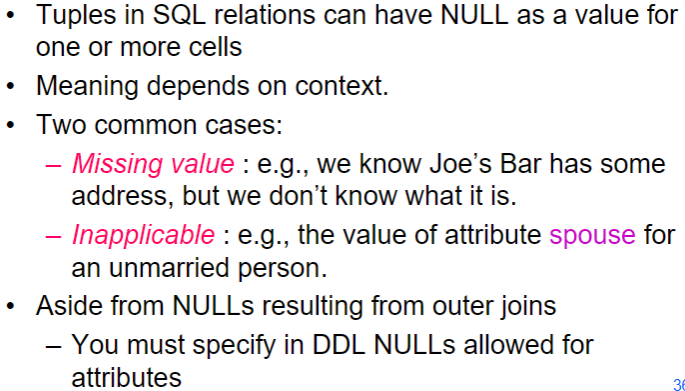 • Tuples in SQL relations can have NULL as a value for
one or more cells
• Meaning depends on context.
• Two common cases:
– Missing value : e.g., we know Joe's Bar has some
address, but we don't know what it is.
– Inapplicable : e.g., the value of attribute spouse for
an unmarried person.
• Aside from NULLs resulting from outer joins
– You must specify in DDL NULLs allowed for
attributes
36